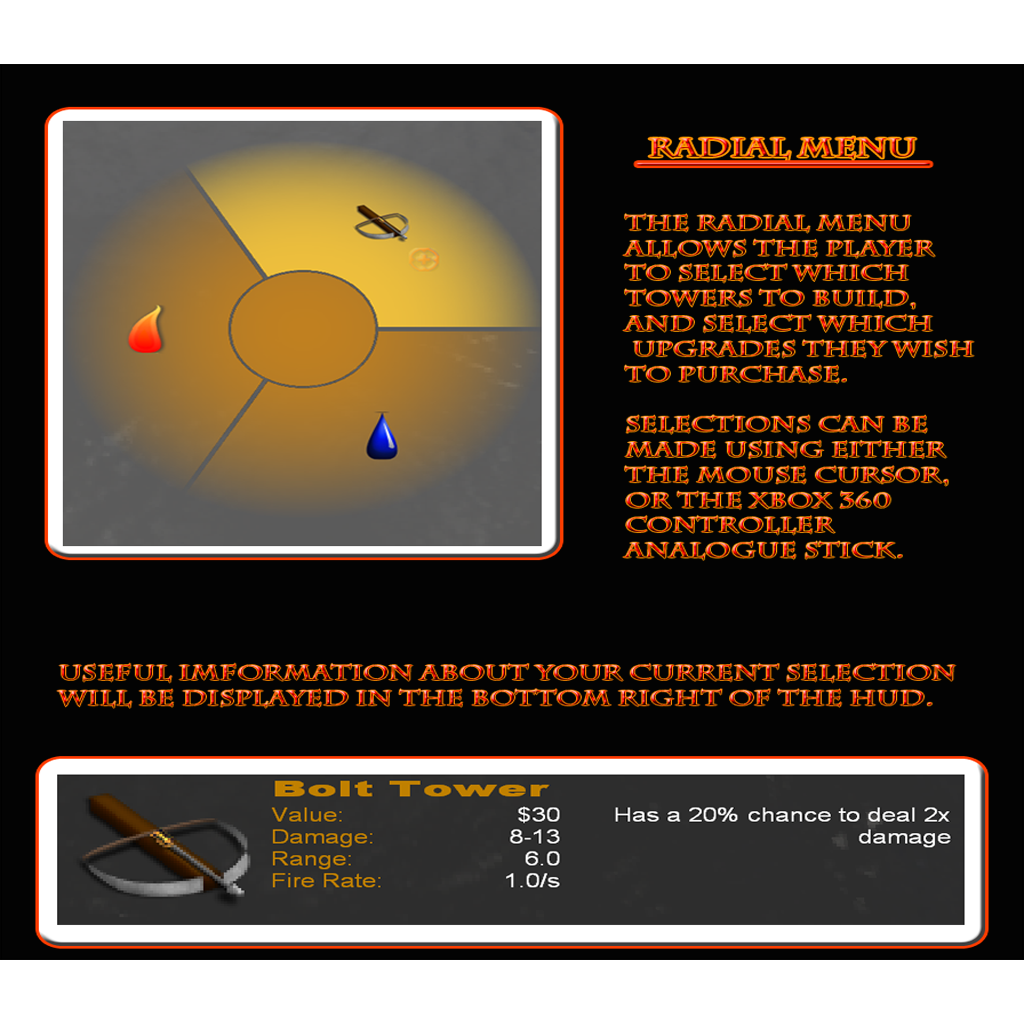 RADIAL MENU
THE RADIAL MENU
ALLOWS THE PLAYER
TO SELECT WHICH
TOWERS TO BUILD,
AND SELECT WHICH
UPGRADES THEY WISH
TO PURCHASE.
SELECTIONS CAN BE
MADE USING EITHER
THE MOUSE CURSOR,
OR THE XBOX 360
CONTROLLER
ANALOGUE STICK.
USEFUL IMFORMATION ABOUT YOUR CURRENT SELECTION
WILL BE DISPLAYED IN THE BOTTOM RIGHT OF THE HUD.
Bolt Tower
Value: $30 Has a 20% chance to deal 2x
Damage: 8-13 damage
Range: 6.0
Fire Rate: 1.0/s